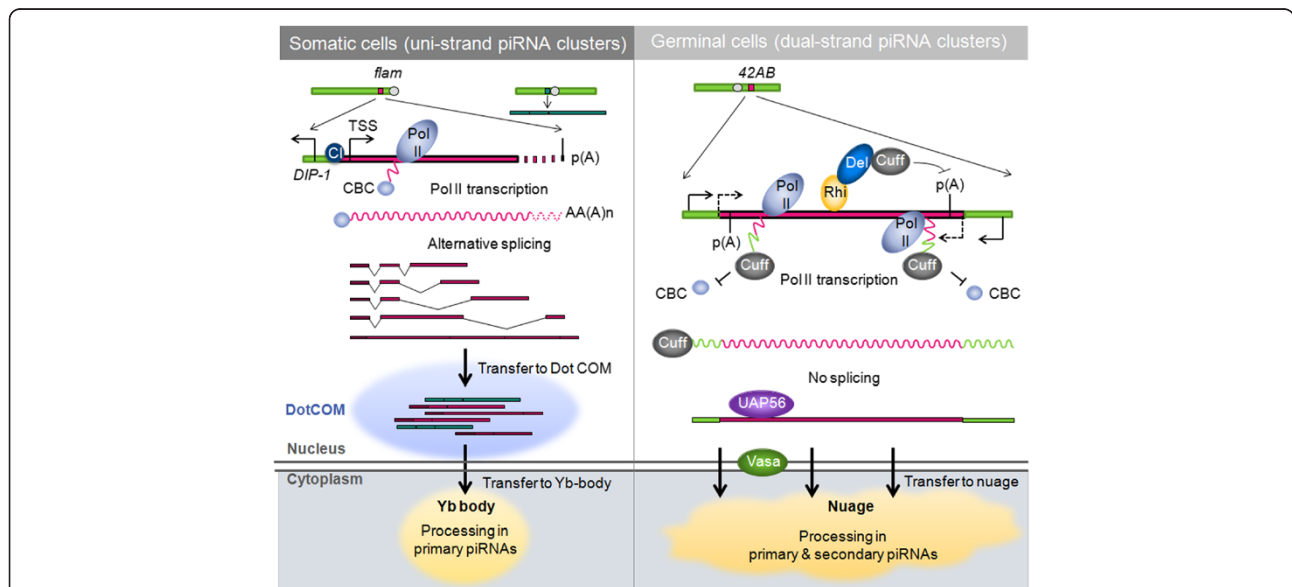 Somatic cells (uni-strand piRNA clusters)
flam
TSS
Pol
II
CI
DIP-1
p(A)
CBC
Pol II transcription
AA(A)n
Alternative splicing
Transfer to Dot COM
DotCOM
Nucleus
Cytoplasm
Transfer to Yb-body
Yb body
Processing in
primary piRNAs
Germinal cells (dual-strand piRNA clusters)
42AB
Del
Cuff
Rhi
Pol
II
p(A)
p(A)
Pol
II
Cuff
Cuff
Pol II transcription
CBC
CBC
Cuff
No splicing
UAP56
Vasa
Transfer to nuage
Nuage
Processing in
primary & secondary piRNAs